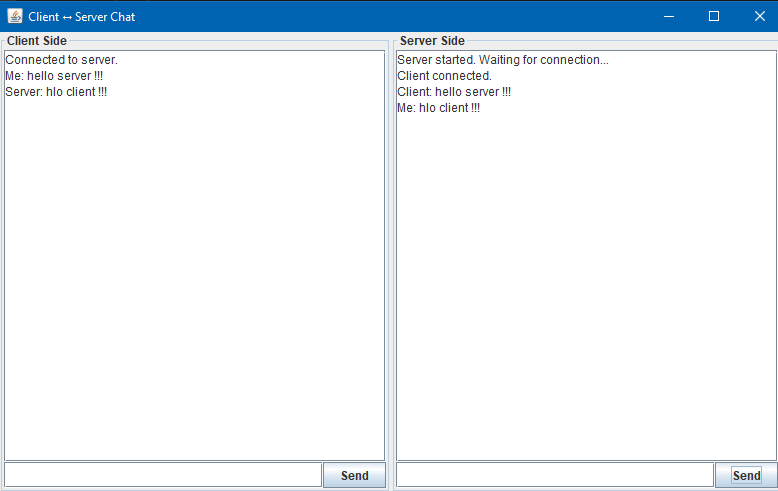 Client ↔ Server Chat
Client Side
Connected to server.
Me: hello server !!!
Server: hlo client !!!
Send
Server Side
Server started. Waiting for connection...
Client connected.
Client: hello server !!!
Me: hlo client !!!
Send